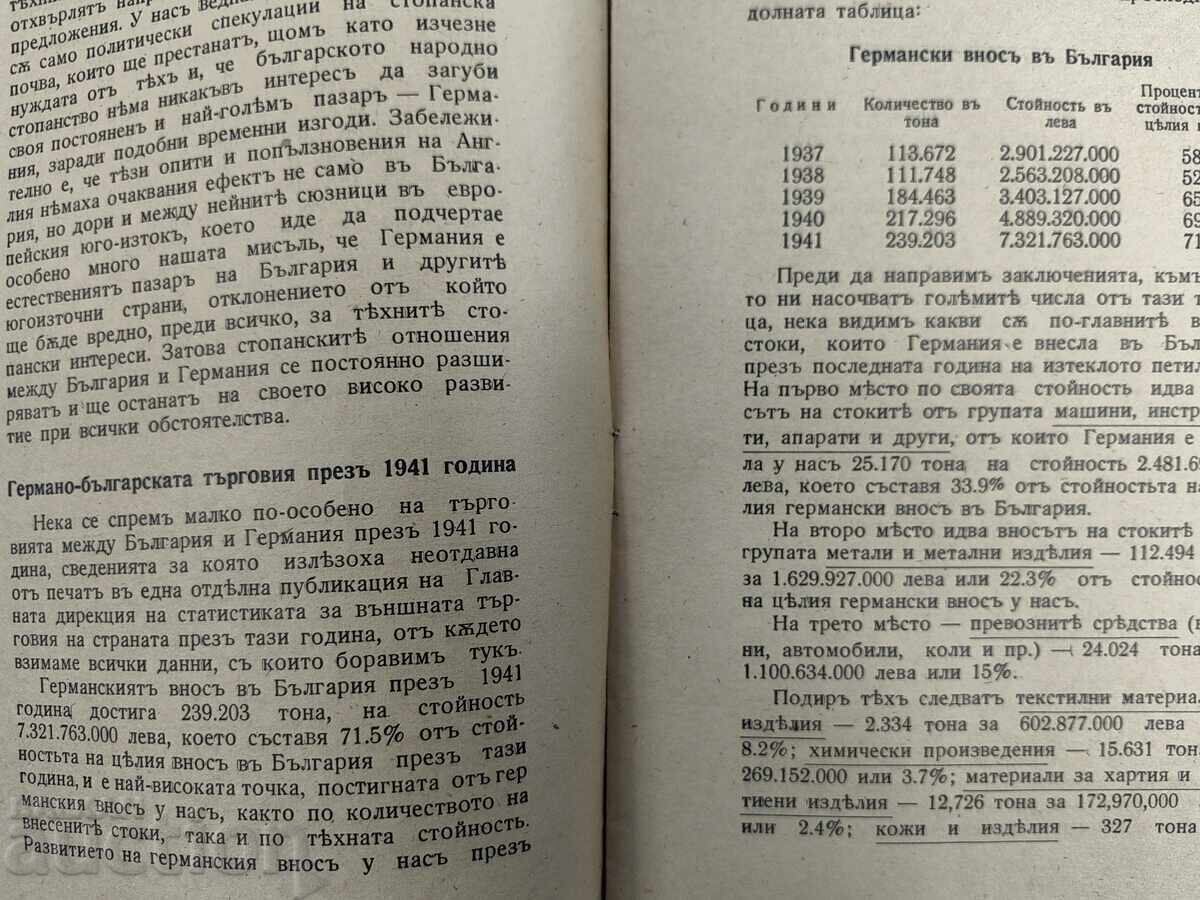 отхвърлятъ
предложения. У насъ
сѫ само политически спекулации на стопанска
почва, които ще престанатъ, щомъ като изчезне
нуждата отъ тѣхъ и, че българското народно
стопанство нѣма никакъвъ интересъ да загуби
своя постояненъ и най-голѣмъ пазаръ — Герма-
ния, заради подобни временни изгоди. Забележи-
телно е, че тѣзи опити и попълзновения на Анг-
лия нѣмаха очаквания ефектъ не само въ Бълга-
рия, но дори и между нейнитѣ сюзници въ евро-
пейския юго-изтокъ, което иде да подчертае
особено много нашата мисъль, че Германия е
естествениятъ пазаръ на България и другитѣ
югоизточни страни, отклонението отъ който
ще бѫде вредно, преди всичко, за тѣхнитѣ сто-
пански интереси. Затова стопанскитѣ отношения
между България и Германия се постоянно разши-
ряватъ и ще останатъ на своето високо разви-
тие при всички обстоятелства.
Германо-българската търговия презъ 1941 година
Нека се спремъ малко по-особено на търго-
вията между България и Германия презъ 1941 го-
дина, сведенията за която излѣзоха неотдавна
отъ печатъ въ една отдѣлна публикация на Глав-
ната дирекция на статистиката за външната тър-
говия на страната презъ тази година, отъ кѫдето
взимаме всички данни, съ които боравимъ тукъ.
Германскиятъ вносъ въ България презъ 1941
година достига 239.203 тона, на стойность
7.321.763.000 лева, което съставя 71.5% отъ стой-
ностьта на цѣлия вносъ въ България презъ тази
година, и е най-високата точка, постигната отъ гер
манския вносъ у насъ, както по количеството на
внесенитѣ стоки, така и по тѣхната стойность.
Развитието на германския вносъ у насъ презъ
долната таблица:
Германски вносъ въ България
Години Количество въ тона Стойность въ лева Процентъ стойность цѣлия
1937 113.672 2.901.227.000 58
1938 111.748 2.563.208.000 52
1939 184.463 3.403.127.000 65
1940 217.296 4.889.320.000 69
1941 239.203 7.321.763.000 71
Преди да направимъ заключенията, къмъ
то ни насочватъ голѣмитѣ числа отъ тази т
ца, нека видимъ какви сѫ по-главнитѣ в
стоки, които Германия е внесла въ Бъл
презъ последната година на изтеклото петил
На първо мѣсто по своята стойность идва
сътъ на стокитѣ отъ групата машини, инстр
ти, апарати и други, отъ които Германия е
ла у насъ 25.170 тона на стойность 2.481.6
лева, което съставя 33.9% отъ стойностьта на
лия германски вносъ въ България.
На второ мѣсто идва вносътъ на стокитѣ
групата метали и метални изделия — 112.494
за 1.629.927.000 лева или 22.3% отъ стойнос
на цѣлия германски вносъ у насъ.
На трето мѣсто — превознитѣ срѣдства (в
ни, автомобили, коли и пр.) — 24.024 тона
1.100.634.000 лева или 15%.
Подиръ тѣхъ следватъ текстилни материал
изделия — 2.334 тона за 602.877.000 лева
8.2%; химически произведения — 15.631 тона
269.152.000 или 3.7%; материали за хартия и
тиени изделия — 12,726 тона за 172,970,000
или 2.4%; кожи и изделия — 327 тона